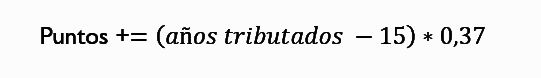 Puntos += (años tributados − 15) ∗ 0,37